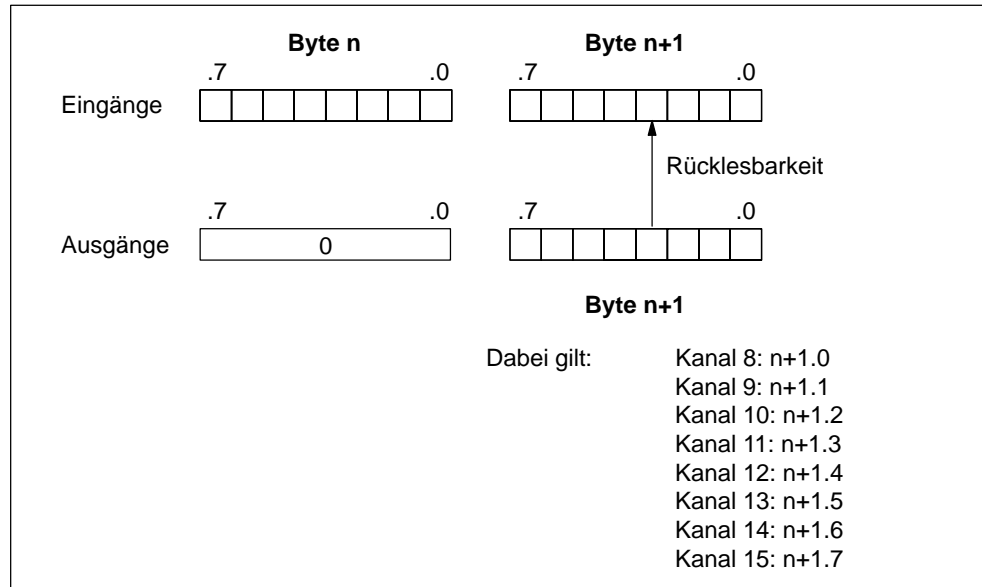 Byte n Byte n+1
.7 .0 .7 .0
Eingänge
Rücklesbarkeit
.7 .0 .7 .0
Ausgänge 0
Byte n+1
Dabei gilt: Kanal 8: n+1.0
Kanal 9: n+1.1
Kanal 10: n+1.2
Kanal 11: n+1.3
Kanal 12: n+1.4
Kanal 13: n+1.5
Kanal 14: n+1.6
Kanal 15: n+1.7